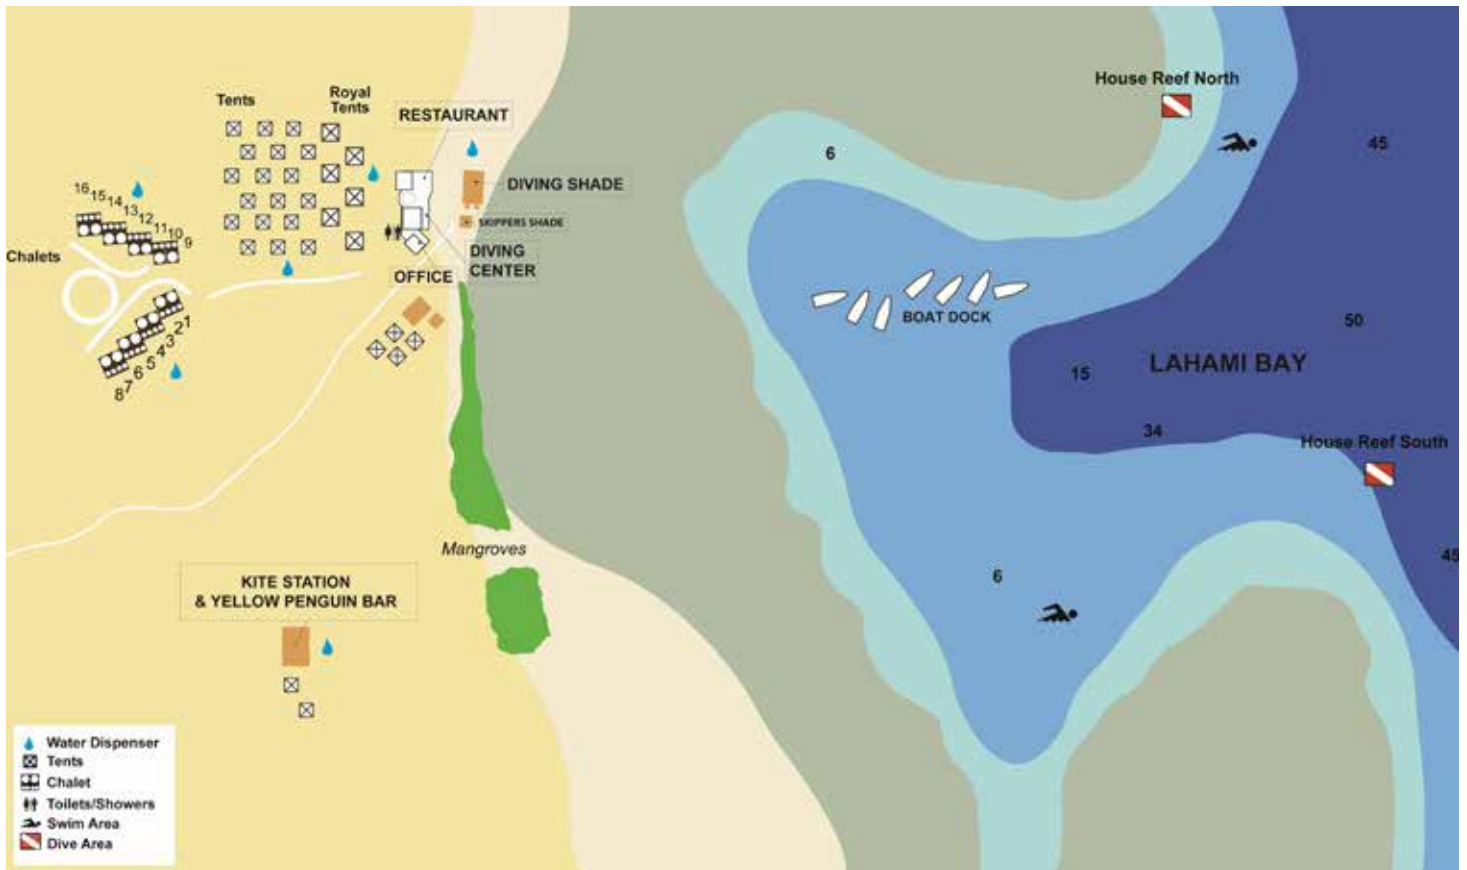 House Reef North
Tents
Royal
Tents
RESTAURANT
45
6
DIVING SHADE
16
15
14
13
12
11
10
9
SKIPPERS SHADE
Chalets
DIVING
CENTER
OFFICE
BOAT DOCK
50
1
2
3
4
5
6
7
8
LAHAMI BAY
15
34
House Reef South
Mangroves
45
6
KITE STATION
& YELLOW PENGUIN BAR
Water Dispenser
Tents
Chalet
Toilets/Showers
Swim Area
Dive Area